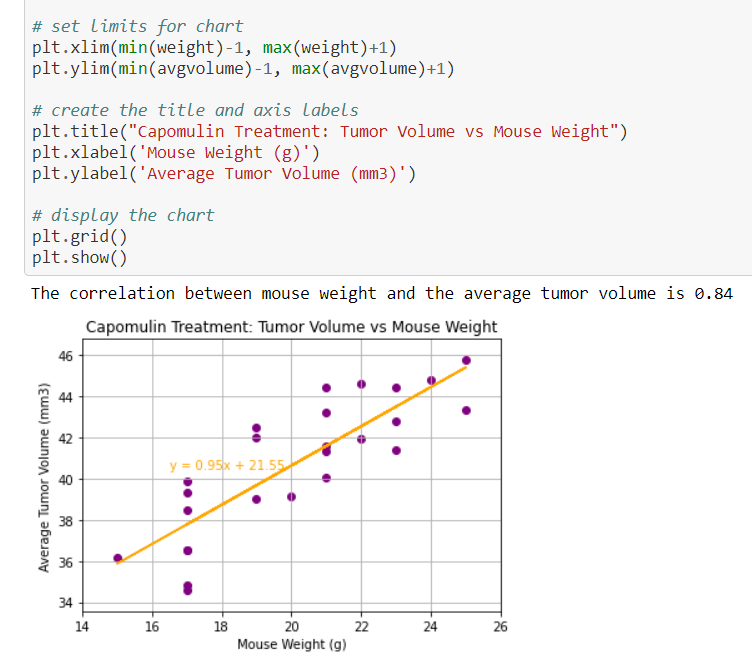 # set limits for chart
plt.xlim(min(weight)-1, max(weight)+1)
plt.ylim(min(avgvolume)-1, max(avgvolume)+1)
# create the title and axis labels
plt.title("Capomulin Treatment: Tumor Volume vs Mouse Weight")
plt.xlabel('Mouse Weight (g)')
plt.ylabel('Average Tumor Volume (mm3)')
# display the chart
plt.grid()
plt.show()
The correlation between mouse weight and the average tumor volume is 0.84
Capomulin Treatment: Tumor Volume vs Mouse Weight
Average Tumor Volume (mm3)
46
44
42
40
38
36
34
y = 0.95x + 21.55
14 16 18 20 22 24 26
Mouse Weight (g)